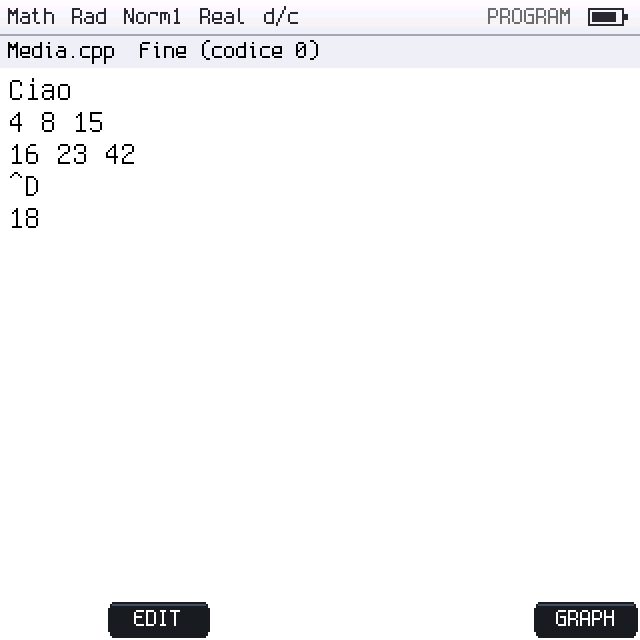 Math Rad Norm1 Real d/c PROGRAM
Media.cpp Fine (codice 0)
Ciao
4 8 15
16 23 42
^D
18
EDIT GRAPH